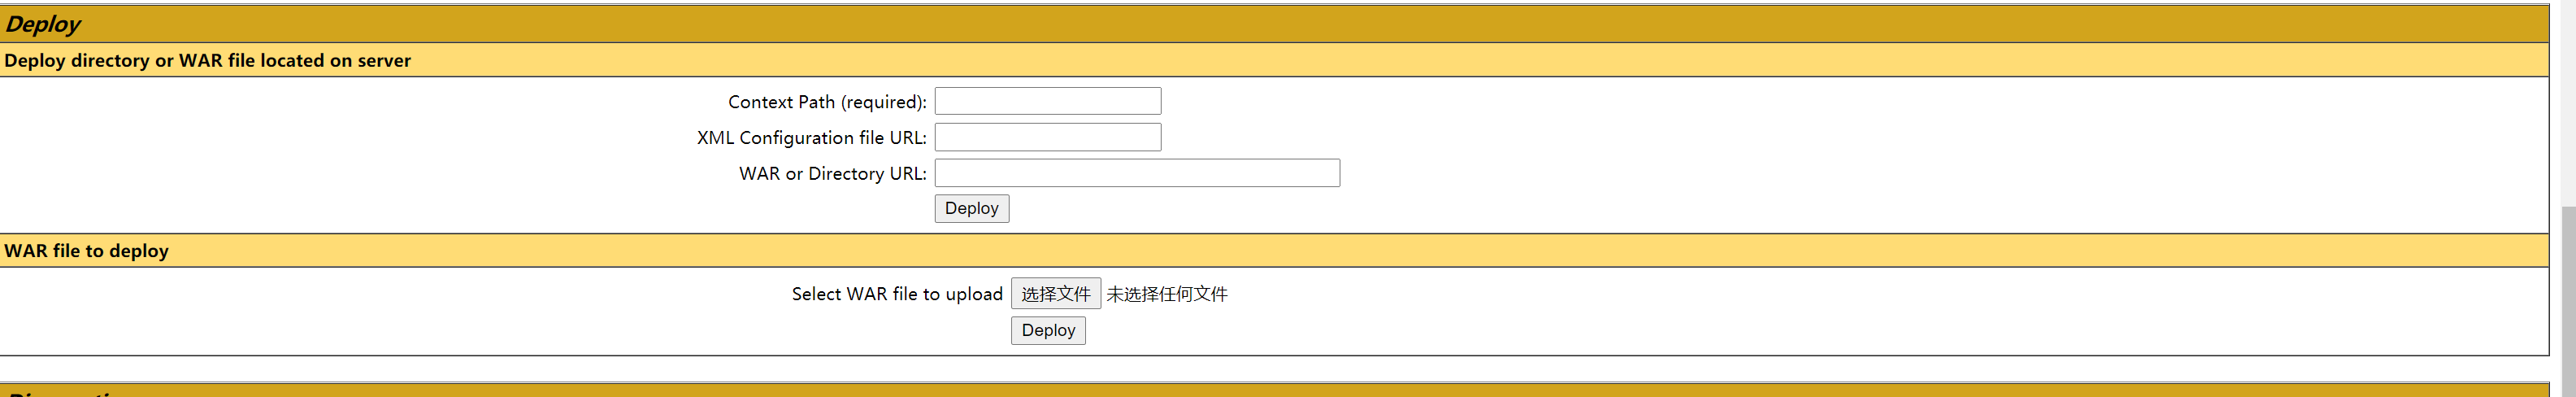 Deploy
Deploy directory or WAR file located on server
Context Path (required):
XML Configuration file URL:
WAR or Directory URL:
Deploy
WAR file to deploy
Select WAR file to upload 选择文件 未选择任何文件
Deploy